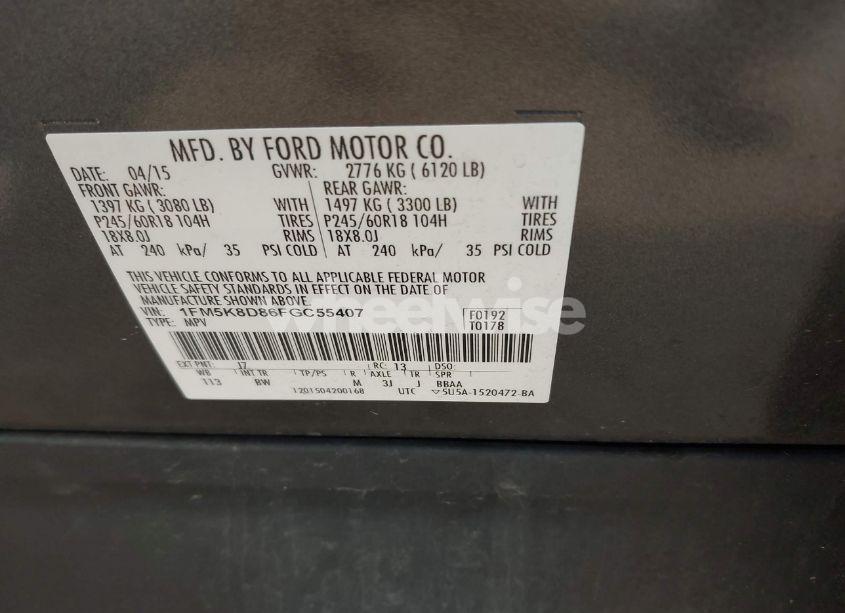 MFD. BY FORD MOTOR CO.
DATE: 04/15 GVWR: 2776 KG ( 6120 LB)
FRONT GAWR: REAR GAWR:
1397 KG ( 3080 LB) WITH 1497 KG ( 3300 LB) WITH
P245/60R18 104H TIRES P245/60R18 104H TIRES
18X8.0J RIMS 18X8.0J RIMS
AT 240 kPa/ 35 PSI COLD AT 240 kPa/ 35 PSI COLD
THIS VEHICLE CONFORMS TO ALL APPLICABLE FEDERAL MOTOR
VEHICLE SAFETY STANDARDS IN EFFECT ON THE DATE OF
MANUFACTURE SHOWN ABOVE.
VIN: 1FM5K8D86FGC55407 F0192
TYPE: MPV T0178
wheelwise
EXT PNT: J7 RC: 13 DSO:
WB INT TR TP/PS R AXLE TR SPR
113 BW M 3J J BBAA
1201504200168 UTC 5U5A-1520472-BA